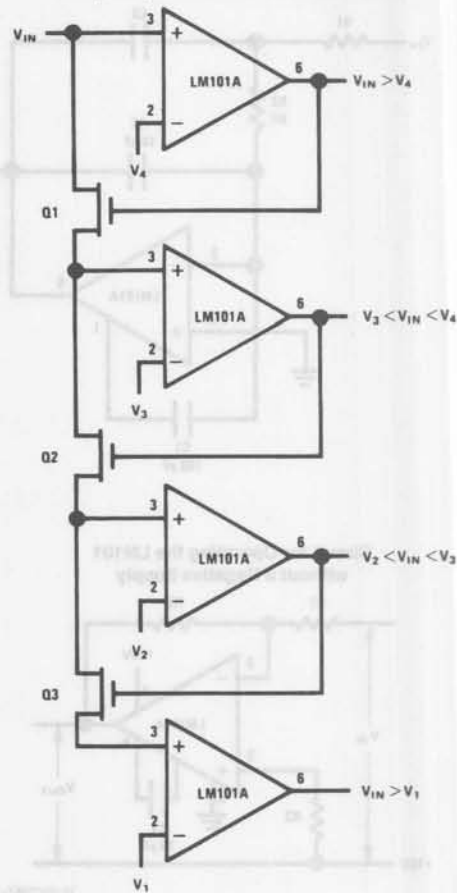 V_IN
3
+
LM101A
6
V_IN > V_4
2
−
V_4
Q1
3
+
LM101A
6
V_3 < V_IN < V_4
2
−
V_3
Q2
3
+
LM101A
6
V_2 < V_IN < V_3
2
−
V_2
Q3
3
+
LM101A
6
V_IN > V_1
2
−
V_1